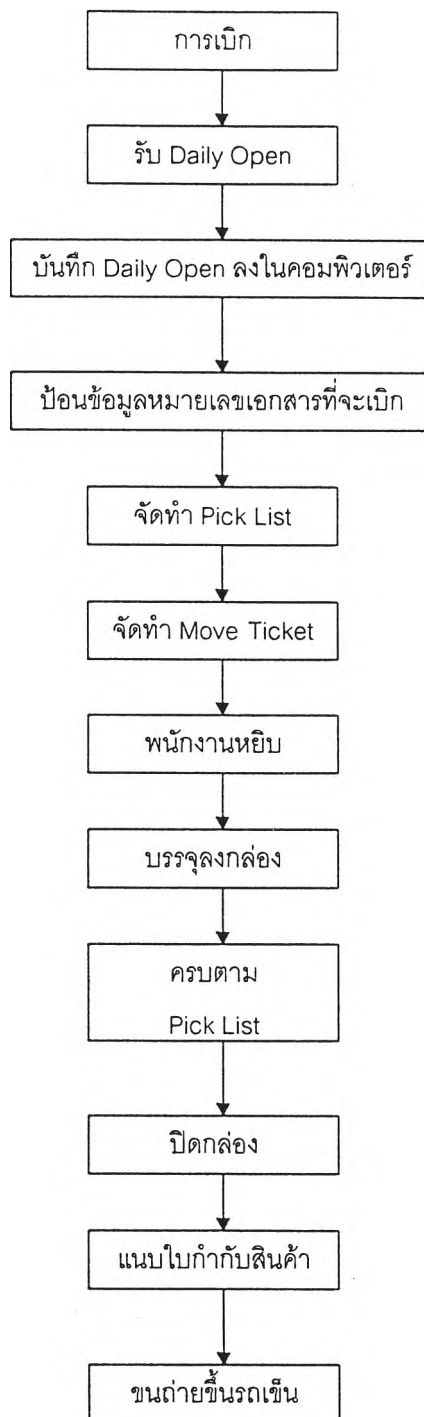 การเบิก
รับ Daily Open
บันทึก Daily Open ลงในคอมพิวเตอร์
ป้อนข้อมูลหมายเลขเอกสารที่จะเบิก
จัดทำ Pick List
จัดทำ Move Ticket
พนักงานหยิบ
บรรจุลงกล่อง
ครบตาม
Pick List
ปิดกล่อง
แนบใบกำกับสินค้า
ขนถ่ายขึ้นรถเข็น